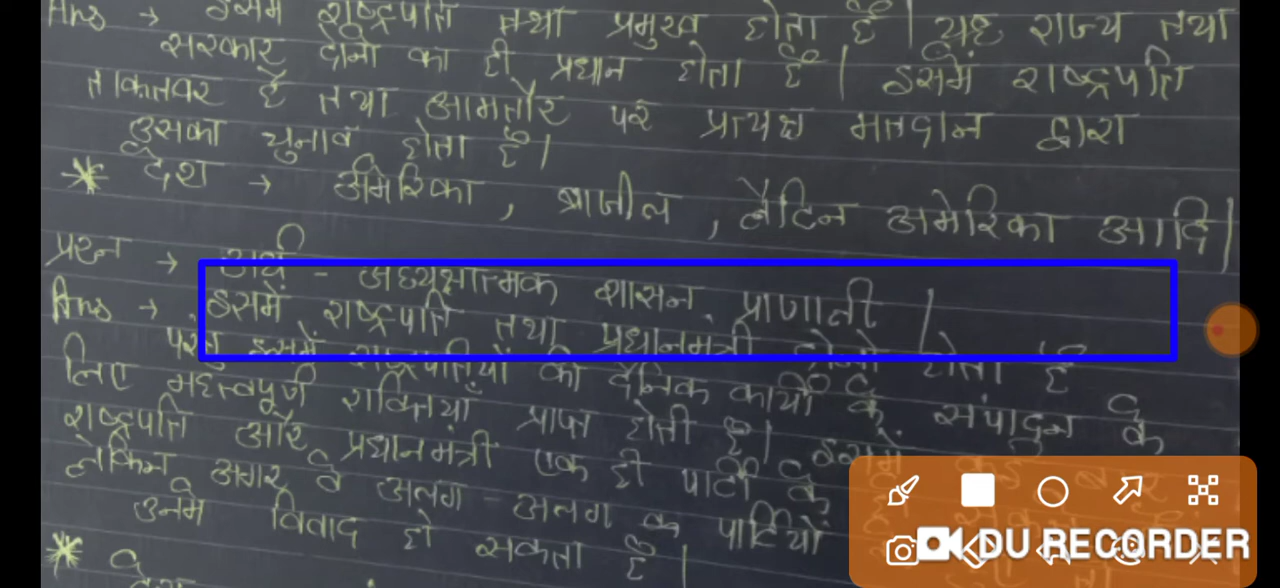 Ans → इसमें राष्ट्रपति तथा प्रमुख होता है। यह राज्य तथा
सरकार दोनो का ही प्रधान होता है। इसमें राष्ट्रपति
ताकतवर है तथा आमतौर पर प्रत्यक्ष मतदान द्वारा
उसका चुनाव होता है।
* देश → अमेरिका, ब्राजील, लैटिन अमेरिका आदि।
प्रश्न → अर्ध - अध्यक्षात्मक शासन प्राणाली।
Ans → इसमें राष्ट्रपति तथा प्रधानमंत्री दोनो होता है
परंतु इसमें राष्ट्रपतियों को दैनिक कार्यो के संपादन के
लिए महत्त्वपूर्ण शक्तियाँ प्राप्त होती है। इसमें कई बार
राष्ट्रपति और प्रधानमंत्री एक ही पार्टी के
लेकिन अगर वे अलग - अलग पार्टियों
उनमें विवाद हो सकता है।
*
DU RECORDER